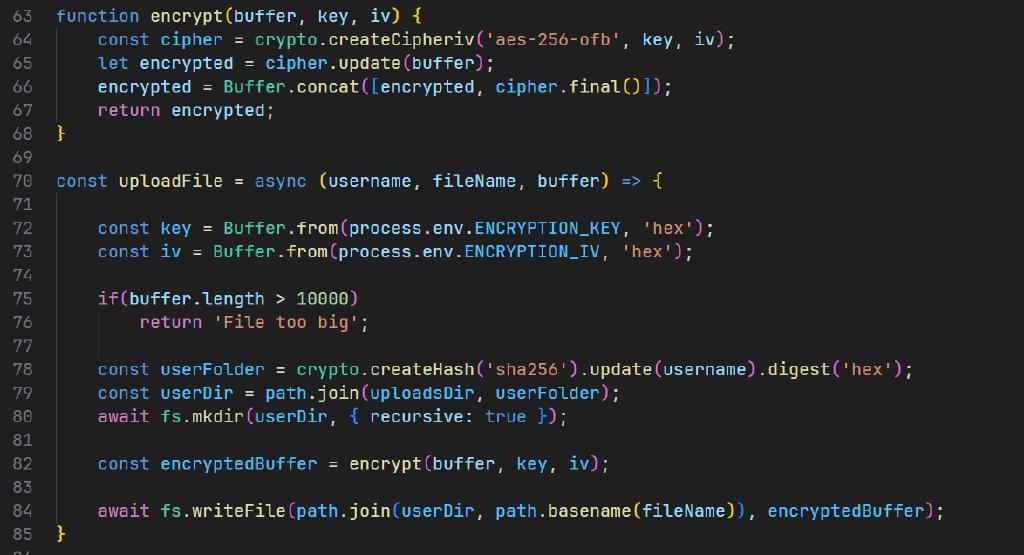 63 function encrypt(buffer, key, iv) {
64 const cipher = crypto.createCipheriv('aes-256-ofb', key, iv);
65 let encrypted = cipher.update(buffer);
66 encrypted = Buffer.concat([encrypted, cipher.final()]);
67 return encrypted;
68 }
69
70 const uploadFile = async (username, fileName, buffer) => {
71
72 const key = Buffer.from(process.env.ENCRYPTION_KEY, 'hex');
73 const iv = Buffer.from(process.env.ENCRYPTION_IV, 'hex');
74
75 if(buffer.length > 10000)
76 return 'File too big';
77
78 const userFolder = crypto.createHash('sha256').update(username).digest('hex');
79 const userDir = path.join(uploadsDir, userFolder);
80 await fs.mkdir(userDir, { recursive: true });
81
82 const encryptedBuffer = encrypt(buffer, key, iv);
83
84 await fs.writeFile(path.join(userDir, path.basename(fileName)), encryptedBuffer);
85 }